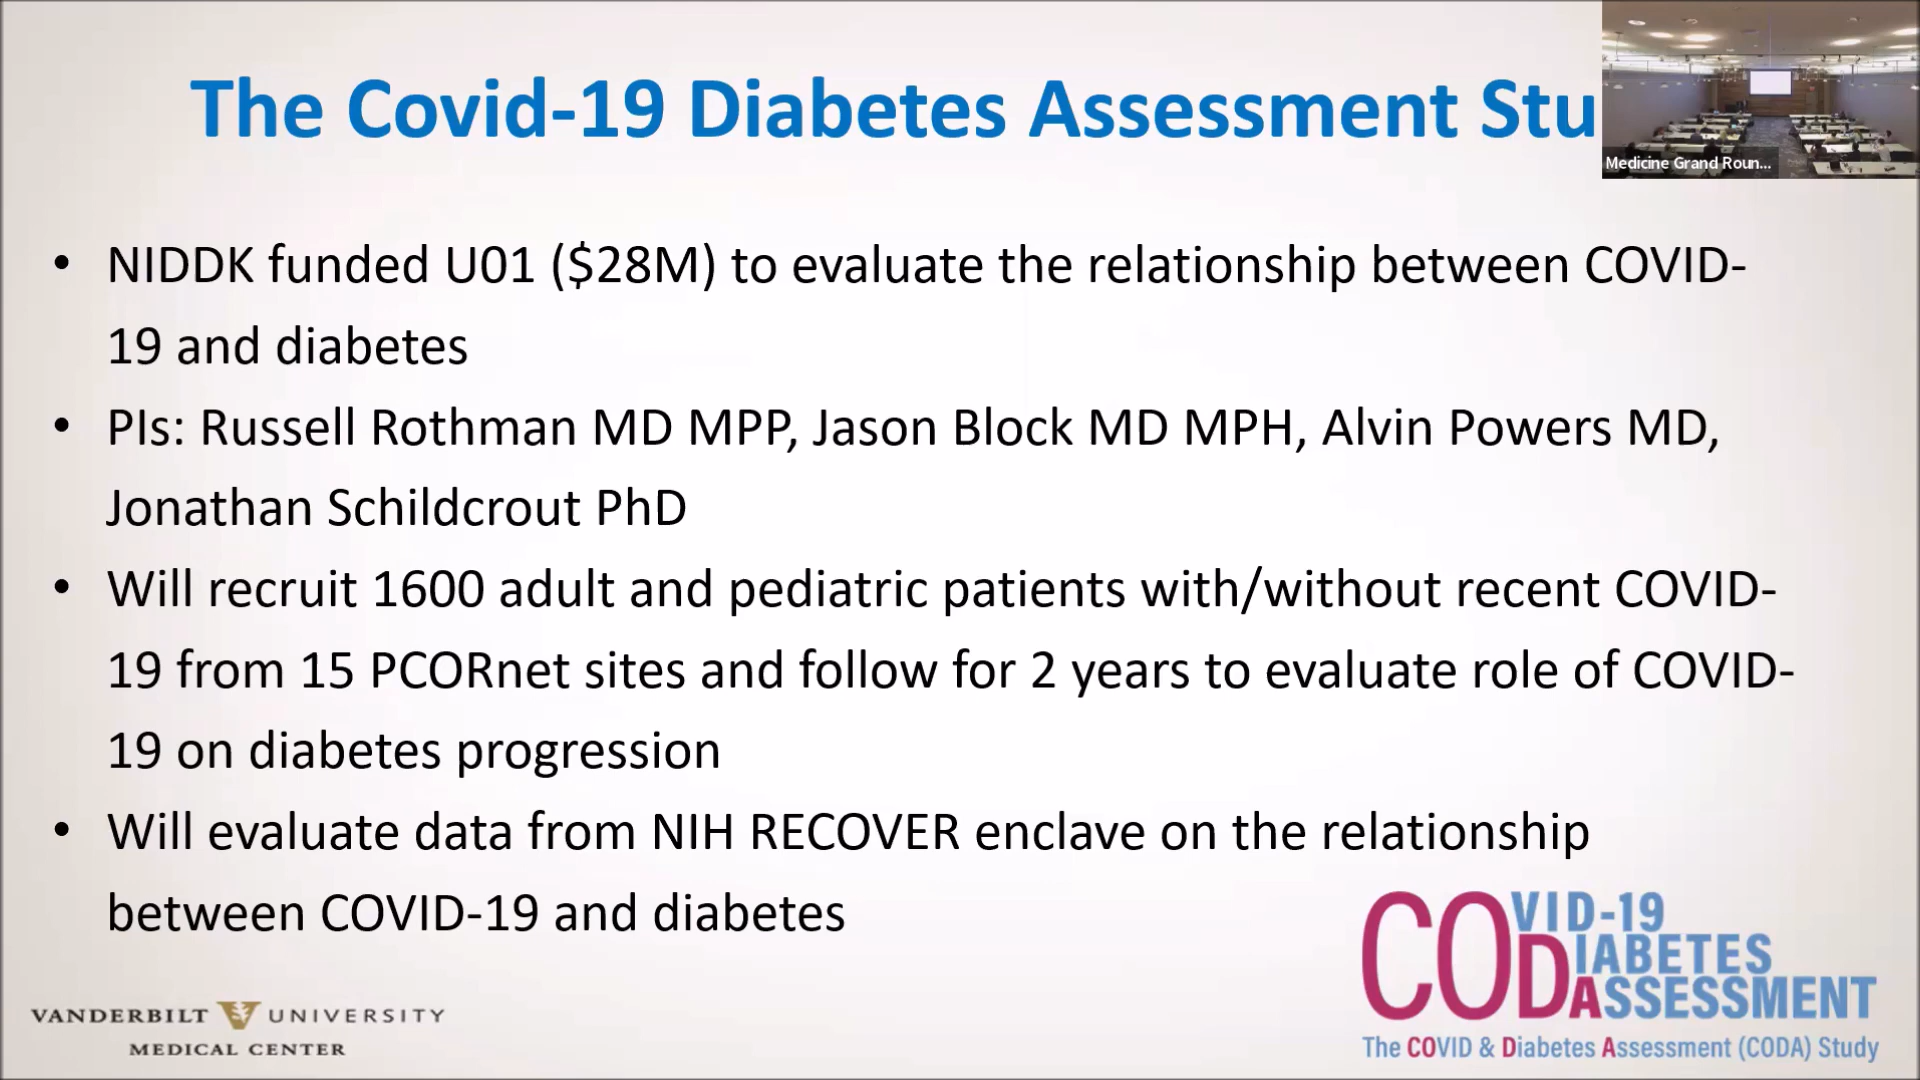 The Covid-19 Diabetes Assessment Stu
Medicine Grand Roun...
• NIDDK funded U01 ($28M) to evaluate the relationship between COVID-
19 and diabetes
• PIs: Russell Rothman MD MPP, Jason Block MD MPH, Alvin Powers MD,
Jonathan Schildcrout PhD
• Will recruit 1600 adult and pediatric patients with/without recent COVID-
19 from 15 PCORnet sites and follow for 2 years to evaluate role of COVID-
19 on diabetes progression
• Will evaluate data from NIH RECOVER enclave on the relationship
between COVID-19 and diabetes
VANDERBILT UNIVERSITY
MEDICAL CENTER
COVID-19
DIABETES
ASSESSMENT
The COVID & Diabetes Assessment (CODA) Study